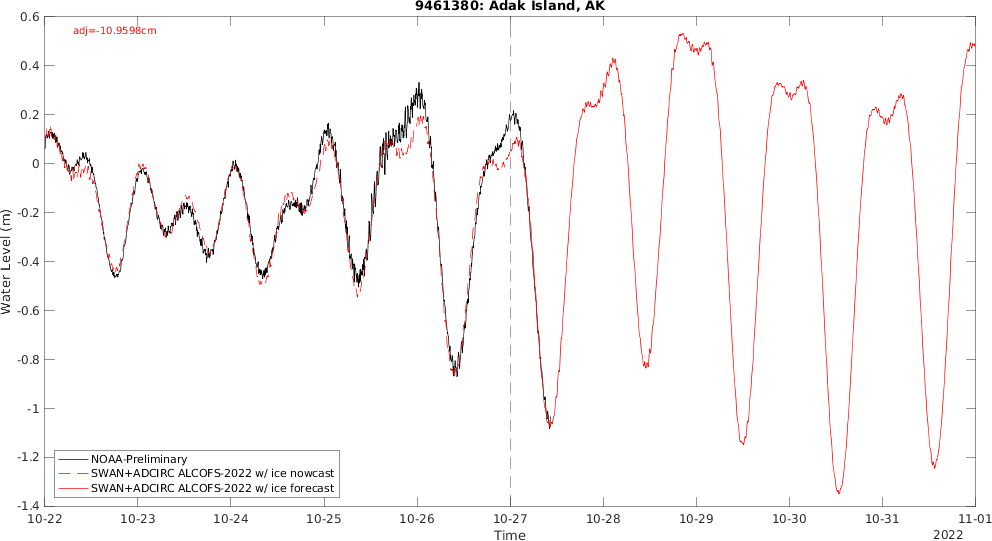 9461380: Adak Island, AK
adj=-10.9598cm
0.6
0.4
0.2
0
-0.2
-0.4
-0.6
-0.8
-1
-1.2
-1.4
Water Level (m)
NOAA-Preliminary
SWAN+ADCIRC ALCOFS-2022 w/ ice nowcast
SWAN+ADCIRC ALCOFS-2022 w/ ice forecast
10-22 10-23 10-24 10-25 10-26 10-27 10-28 10-29 10-30 10-31 11-01
Time
2022